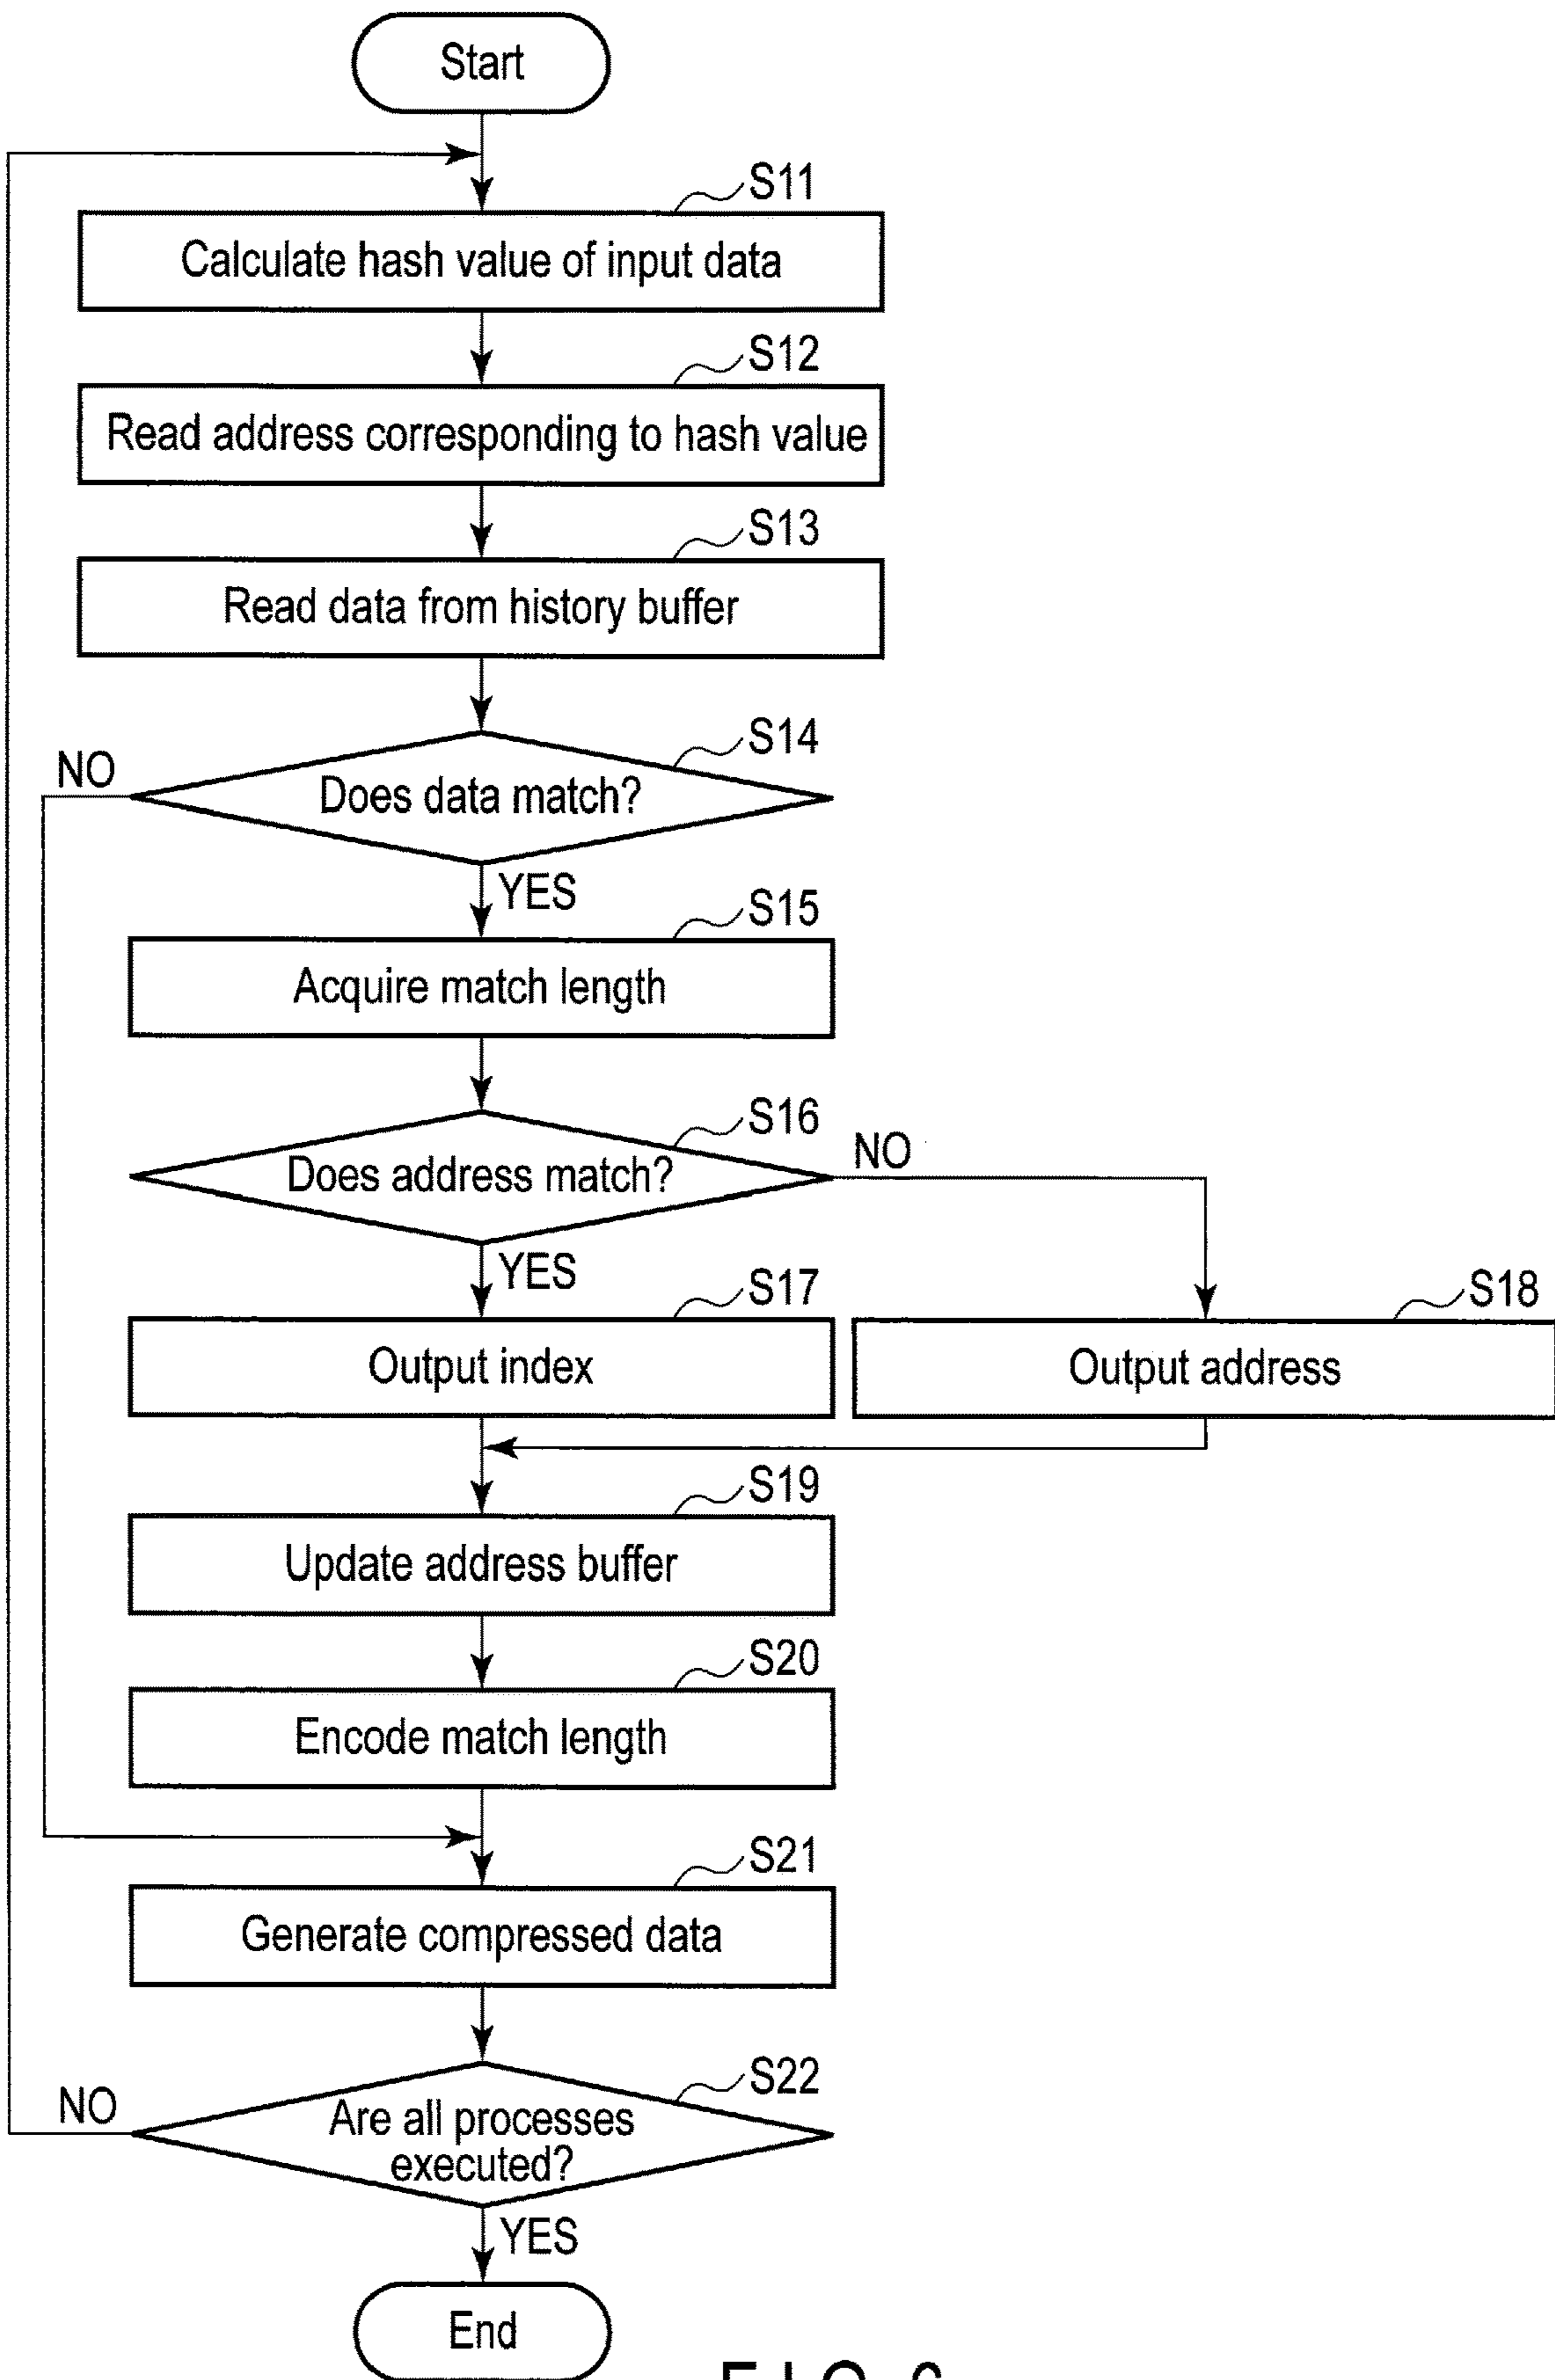 Start
S11
Calculate hash value of input data
S12
Read address corresponding to hash value
S13
Read data from history buffer
S14
NO
Does data match?
YES
S15
Acquire match length
S16
NO
Does address match?
YES
S17
S18
Output index
Output address
S19
Update address buffer
S20
Encode match length
S21
Generate compressed data
S22
NO
Are all processes
executed?
YES
End